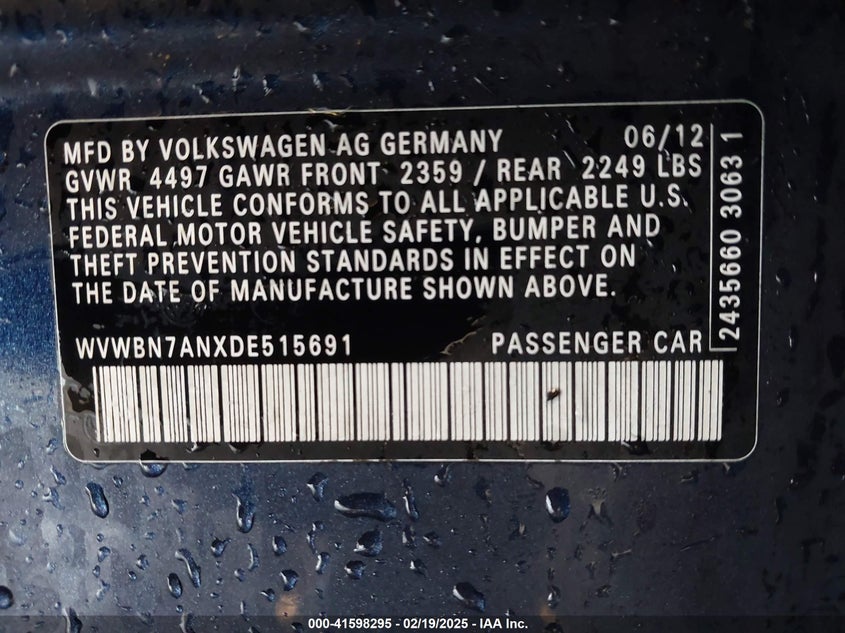 MFD BY VOLKSWAGEN AG GERMANY 06/12
GVWR 4497 GAWR FRONT 2359 / REAR 2249 LBS
THIS VEHICLE CONFORMS TO ALL APPLICABLE U.S.
FEDERAL MOTOR VEHICLE SAFETY, BUMPER AND
THEFT PREVENTION STANDARDS IN EFFECT ON
THE DATE OF MANUFACTURE SHOWN ABOVE.
WVWBN7ANXDE515691 PASSENGER CAR
2435660 3063 1
000-41598295 - 02/19/2025 - IAA Inc.